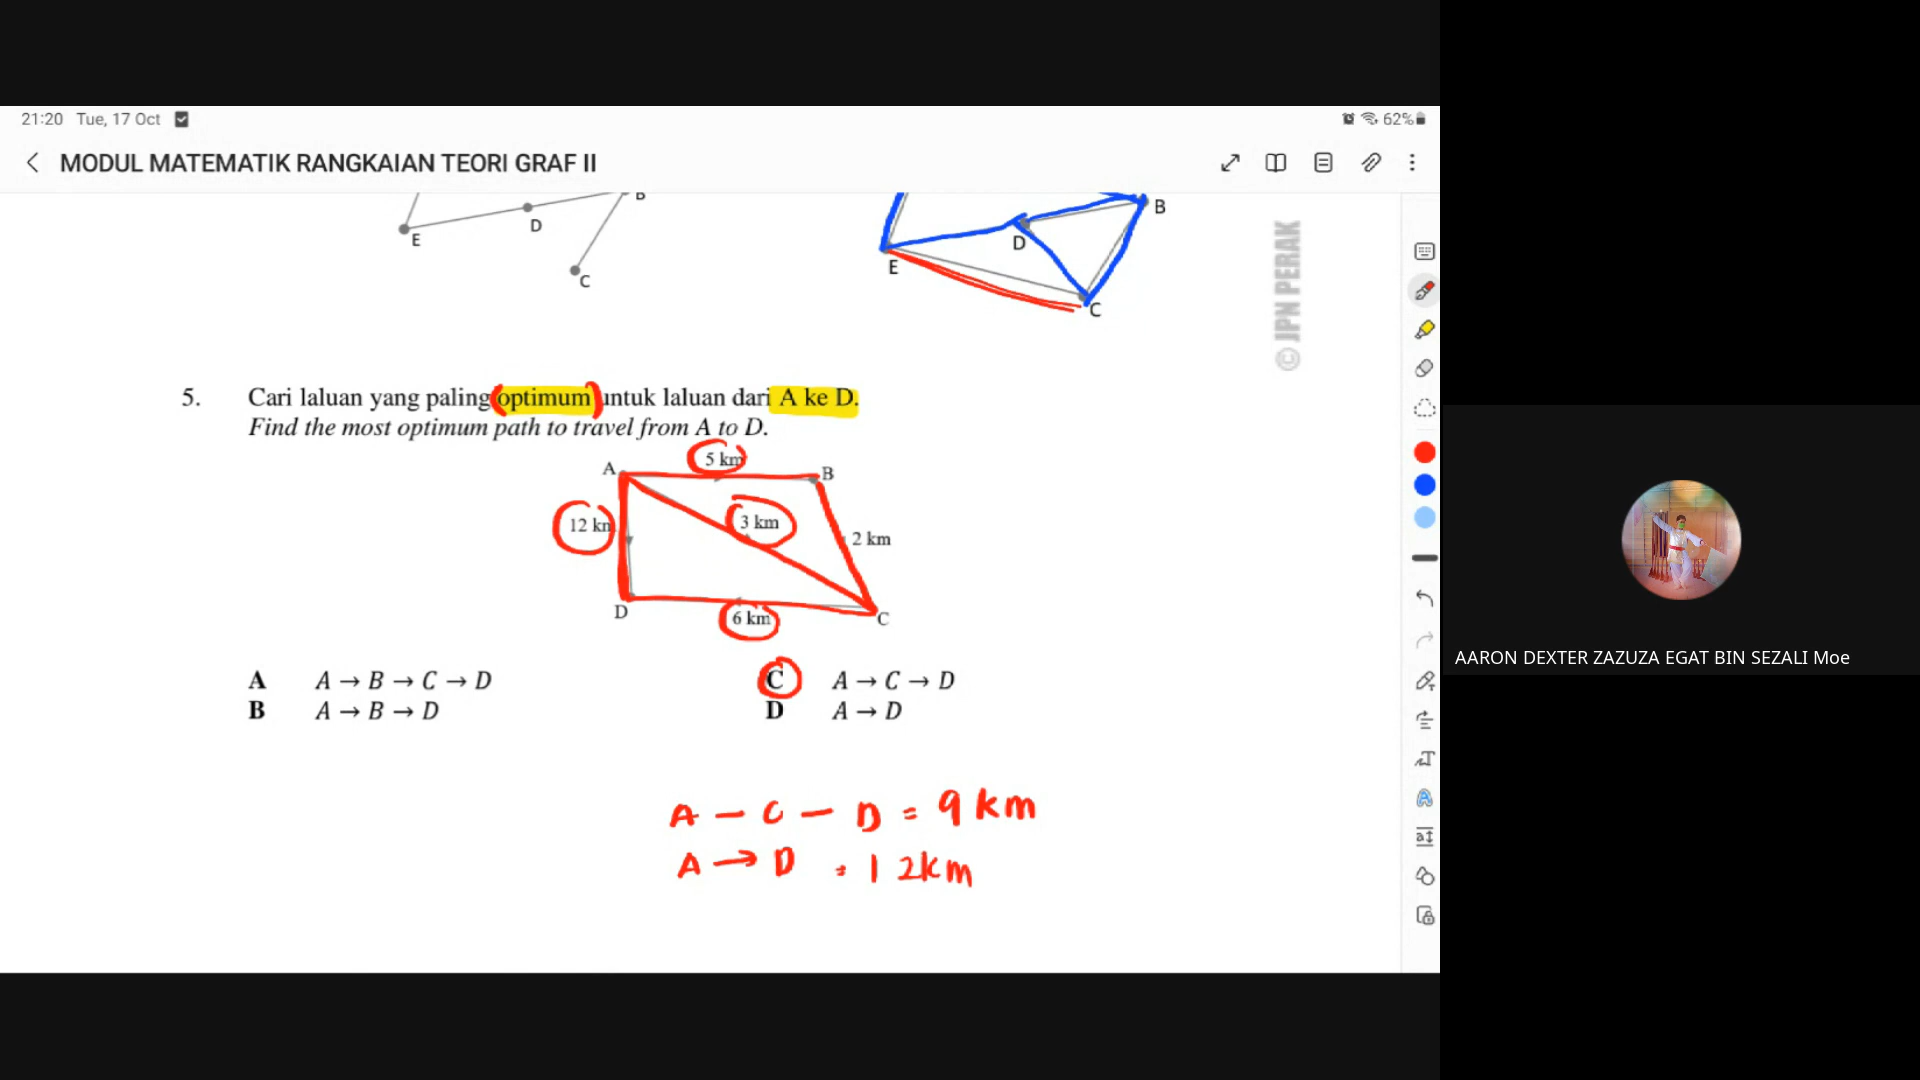 21:20 Tue, 17 Oct
62%
MODUL MATEMATIK RANGKAIAN TEORI GRAF II
B
E
D
C
B
D
E
C
© JPN PERAK
5. Cari laluan yang paling optimum untuk laluan dari A ke D.
Find the most optimum path to travel from A to D.
5 km
A
B
12 km
3 km
2 km
D
6 km
C
A A → B → C → D
B A → B → D
C A → C → D
D A → D
A – C – D = 9 km
A → D = 12km
AARON DEXTER ZAZUZA EGAT BIN SEZALI Moe